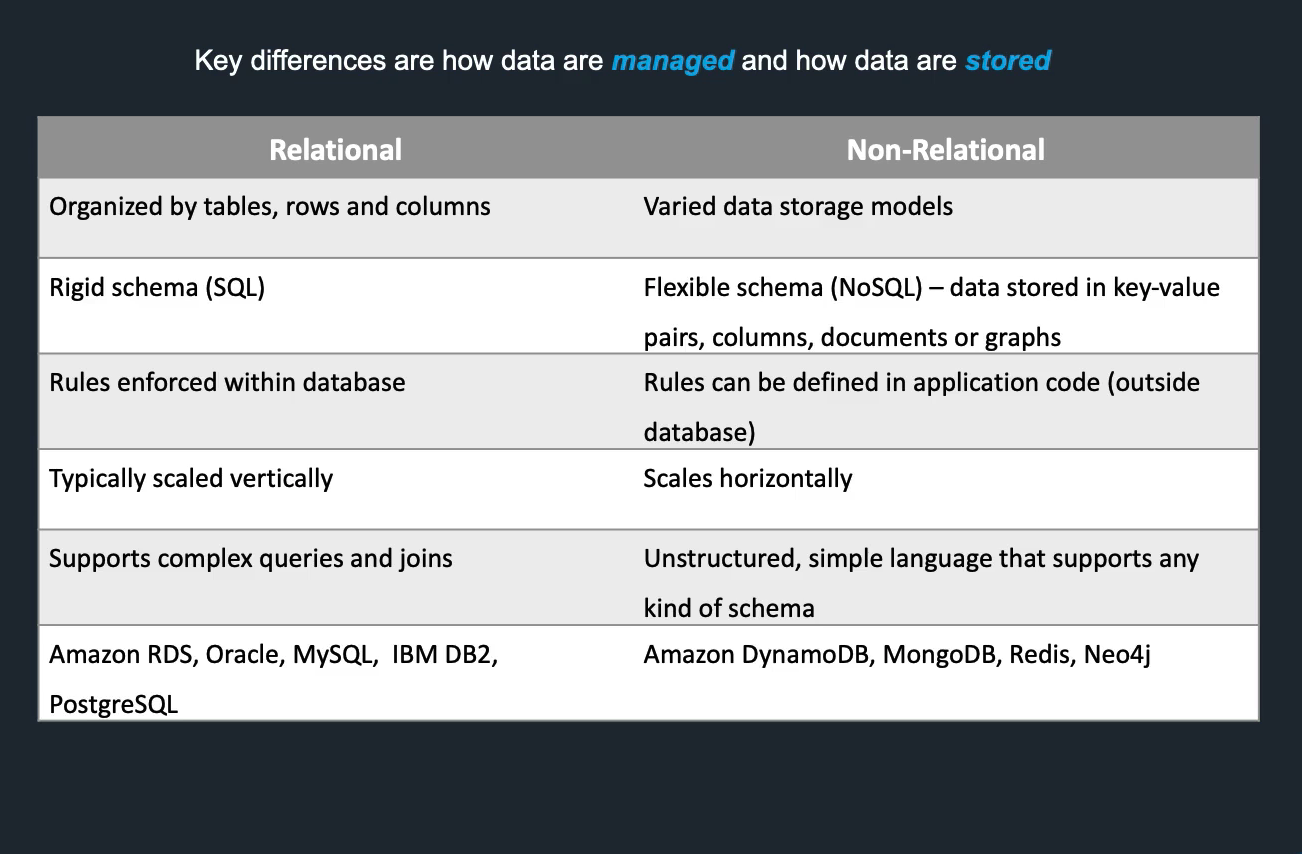 Key differences are how data are managed and how data are stored
Relational
Non-Relational
Organized by tables, rows and columns
Varied data storage models
Rigid schema (SQL)
Flexible schema (NoSQL) – data stored in key-value
pairs, columns, documents or graphs
Rules enforced within database
Rules can be defined in application code (outside
database)
Typically scaled vertically
Scales horizontally
Supports complex queries and joins
Unstructured, simple language that supports any
kind of schema
Amazon RDS, Oracle, MySQL,  IBM DB2,
PostgreSQL
Amazon DynamoDB, MongoDB, Redis, Neo4j